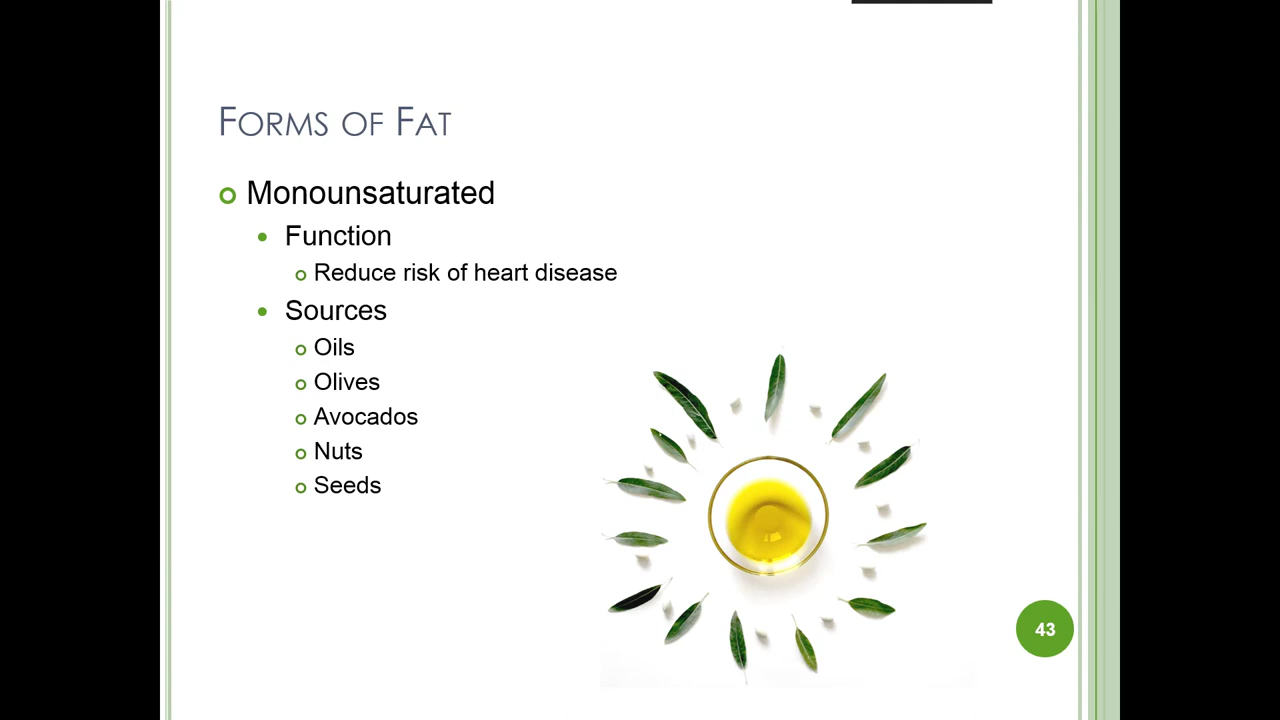 Forms of Fat
Monounsaturated
Function
Reduce risk of heart disease
Sources
Oils
Olives
Avocados
Nuts
Seeds
43